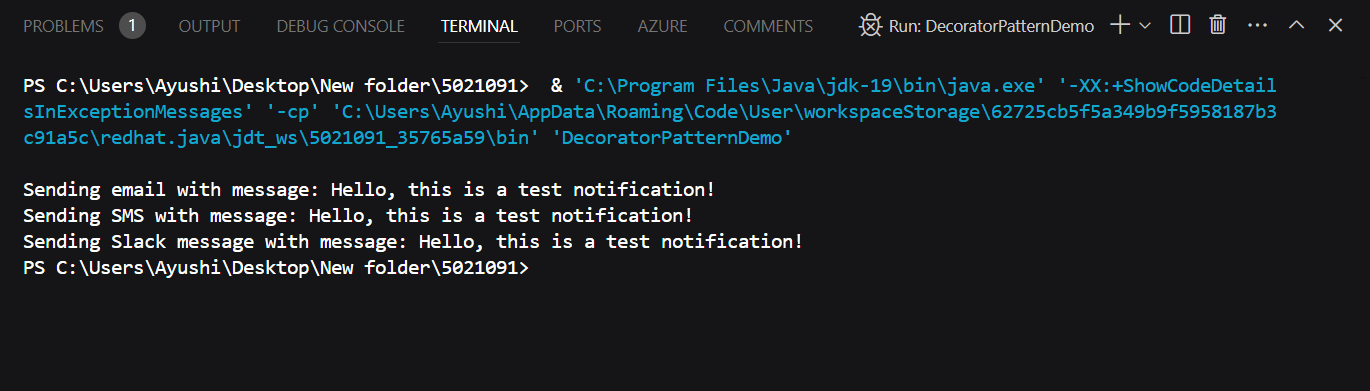 PROBLEMS 1 OUTPUT DEBUG CONSOLE TERMINAL PORTS AZURE COMMENTS Run: DecoratorPatternDemo
PS C:\Users\Ayushi\Desktop\New folder\5021091>  & 'C:\Program Files\Java\jdk-19\bin\java.exe' '-XX:+ShowCodeDetail
sInExceptionMessages' '-cp' 'C:\Users\Ayushi\AppData\Roaming\Code\User\workspaceStorage\62725cb5f5a349b9f5958187b3
c91a5c\redhat.java\jdt_ws\5021091_35765a59\bin' 'DecoratorPatternDemo'
Sending email with message: Hello, this is a test notification!
Sending SMS with message: Hello, this is a test notification!
Sending Slack message with message: Hello, this is a test notification!
PS C:\Users\Ayushi\Desktop\New folder\5021091>